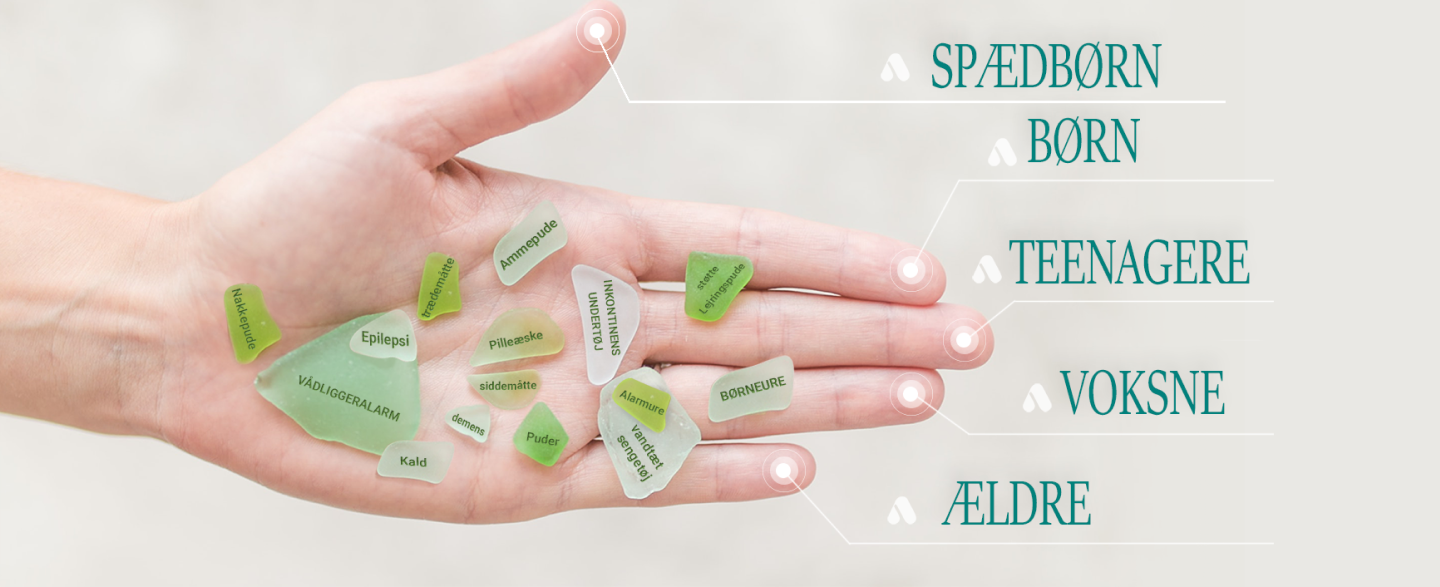 SPÆDBØRN
BØRN
TEENAGERE
VOKSNE
ÆLDRE
Ammepude
trædemåtte
støtte
Lejringspude
Nakkepude
INKONTINENS
UNDERTØJ
Epilepsi
Pilleæske
VÅDLIGGERALARM
siddemåtte
BØRNEURE
Alarmure
demens
Puder
vandtæt
sengetøj
Kald